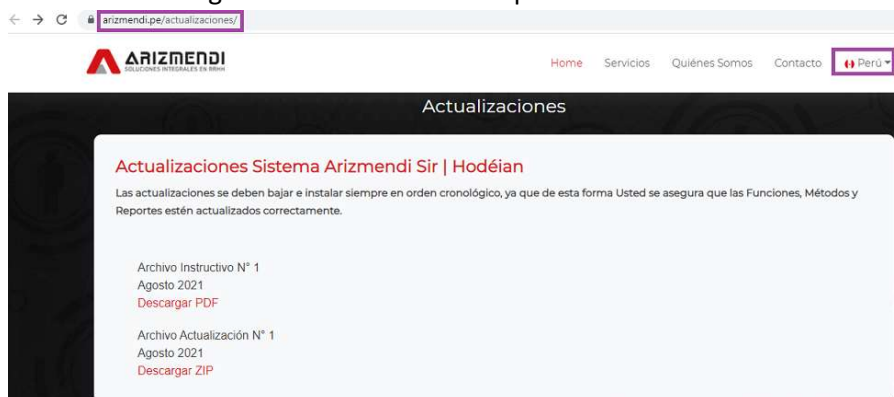 arizmendi.pe/actualizaciones/
ARIZMENDI
SOLUCIONES INTEGRALES EN RRHH
Home Servicios Quiénes Somos Contacto Perú
Actualizaciones
Actualizaciones Sistema Arizmendi Sir | Hodéian
Las actualizaciones se deben bajar e instalar siempre en orden cronológico, ya que de esta forma Usted se asegura que las Funciones, Métodos y
Reportes estén actualizados correctamente.
Archivo Instructivo N° 1
Agosto 2021
Descargar PDF
Archivo Actualización N° 1
Agosto 2021
Descargar ZIP